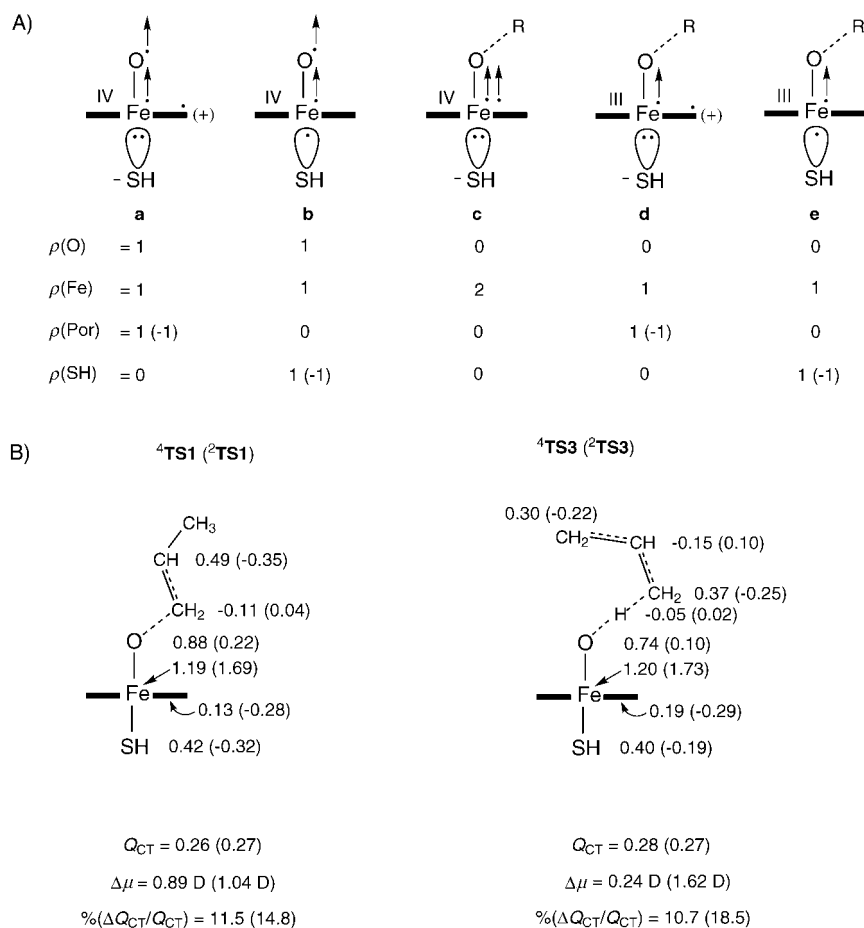 A)
R R R
O O O O O
IV IV IV III III
Fe Fe Fe Fe Fe
(+) (+)
– SH SH – SH – SH SH
a b c d e
ρ(O) = 1 1 0 0 0
ρ(Fe) = 1 1 2 1 1
ρ(Por) = 1 (-1) 0 0 1 (-1) 0
ρ(SH) = 0 1 (-1) 0 0 1 (-1)
B)
⁴TS1 (²TS1)
CH₃
CH 0.49 (-0.35)
CH₂ -0.11 (0.04)
O 0.88 (0.22)
1.19 (1.69)
Fe
0.13 (-0.28)
SH 0.42 (-0.32)
Q_CT = 0.26 (0.27)
Δμ = 0.89 D (1.04 D)
%(ΔQ_CT/Q_CT) = 11.5 (14.8)
⁴TS3 (²TS3)
0.30 (-0.22)
CH₂ CH -0.15 (0.10)
CH₂ 0.37 (-0.25)
H -0.05 (0.02)
O 0.74 (0.10)
1.20 (1.73)
Fe
0.19 (-0.29)
SH 0.40 (-0.19)
Q_CT = 0.28 (0.27)
Δμ = 0.24 D (1.62 D)
%(ΔQ_CT/Q_CT) = 10.7 (18.5)